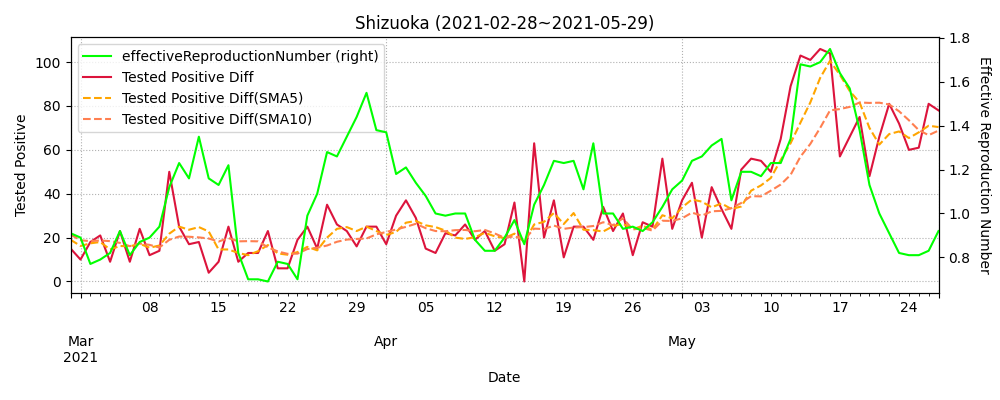 Shizuoka (2021-02-28~2021-05-29)
effectiveReproductionNumber (right)
Tested Positive Diff
Tested Positive Diff(SMA5)
Tested Positive Diff(SMA10)
Tested Positive
100
80
60
40
20
0
1.8
1.6
1.4
1.2
1.0
0.8
Effective Reproduction Number
08 15 22 29 05 12 19 26 03 10 17 24
Mar Apr May
2021
Date